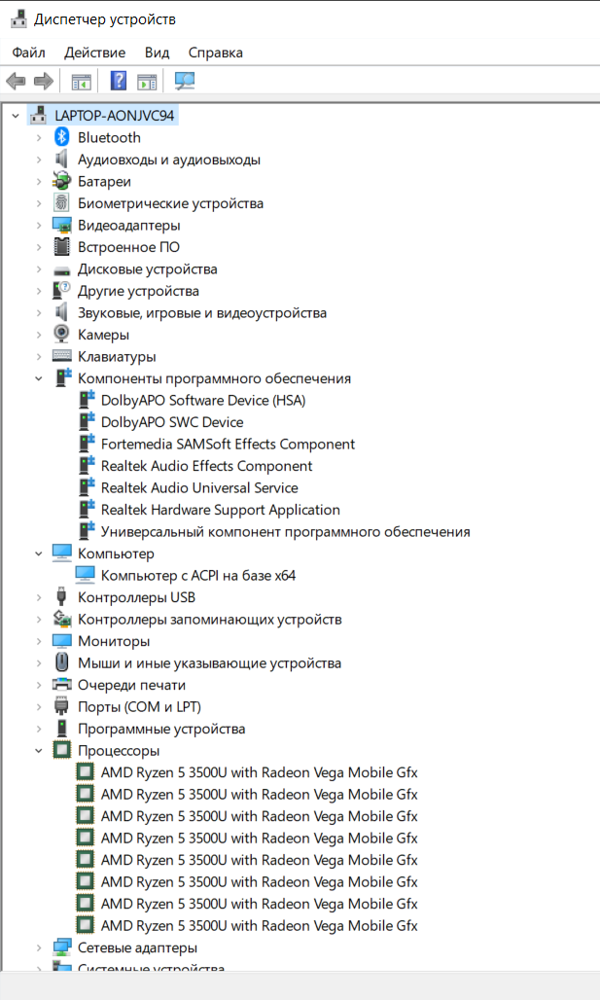 Диспетчер устройств
Файл Действие Вид Справка
LAPTOP-AONJVC94
Bluetooth
Аудиовходы и аудиовыходы
Батареи
Биометрические устройства
Видеоадаптеры
Встроенное ПО
Дисковые устройства
Другие устройства
Звуковые, игровые и видеоустройства
Камеры
Клавиатуры
Компоненты программного обеспечения
DolbyAPO Software Device (HSA)
DolbyAPO SWC Device
Fortemedia SAMSoft Effects Component
Realtek Audio Effects Component
Realtek Audio Universal Service
Realtek Hardware Support Application
Универсальный компонент программного обеспечения
Компьютер
Компьютер с ACPI на базе x64
Контроллеры USB
Контроллеры запоминающих устройств
Мониторы
Мыши и иные указывающие устройства
Очереди печати
Порты (COM и LPT)
Программные устройства
Процессоры
AMD Ryzen 5 3500U with Radeon Vega Mobile Gfx
AMD Ryzen 5 3500U with Radeon Vega Mobile Gfx
AMD Ryzen 5 3500U with Radeon Vega Mobile Gfx
AMD Ryzen 5 3500U with Radeon Vega Mobile Gfx
AMD Ryzen 5 3500U with Radeon Vega Mobile Gfx
AMD Ryzen 5 3500U with Radeon Vega Mobile Gfx
AMD Ryzen 5 3500U with Radeon Vega Mobile Gfx
AMD Ryzen 5 3500U with Radeon Vega Mobile Gfx
Сетевые адаптеры
Системные устройства